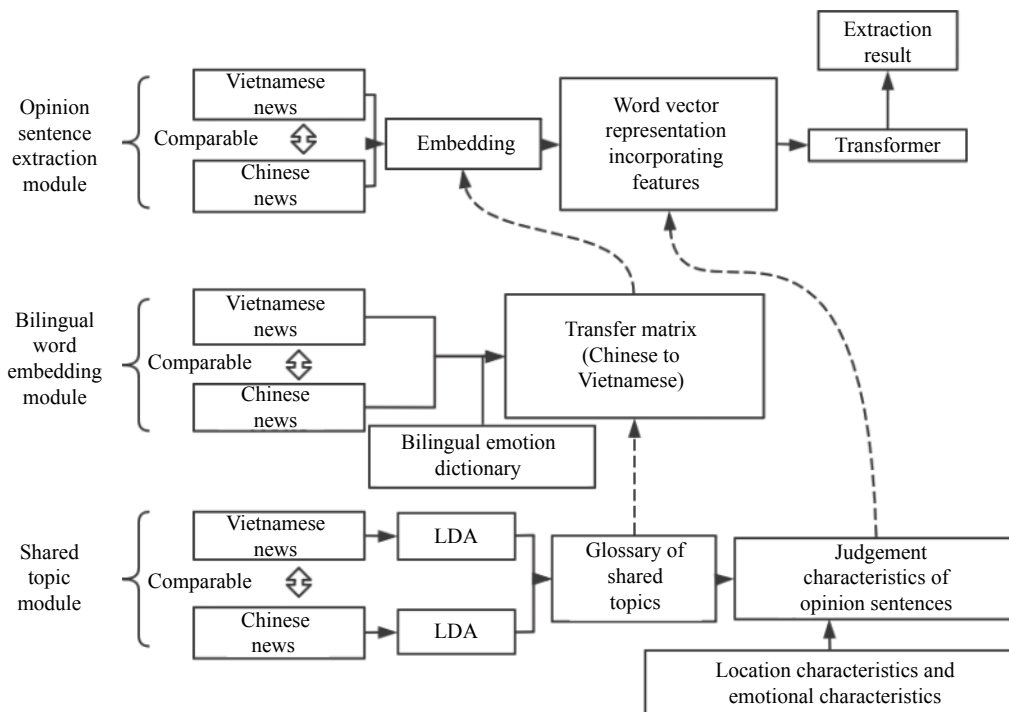 Opinion
sentence
extraction
module
Vietnamese
news
Comparable
Chinese
news
Embedding
Word vector
representation
incorporating
features
Transformer
Extraction
result
Bilingual
word
embedding
module
Vietnamese
news
Comparable
Chinese
news
Bilingual emotion
dictionary
Transfer matrix
(Chinese to
Vietnamese)
Shared
topic
module
Vietnamese
news
Comparable
Chinese
news
LDA
LDA
Glossary of
shared
topics
Judgement
characteristics of
opinion sentences
Location characteristics and
emotional characteristics